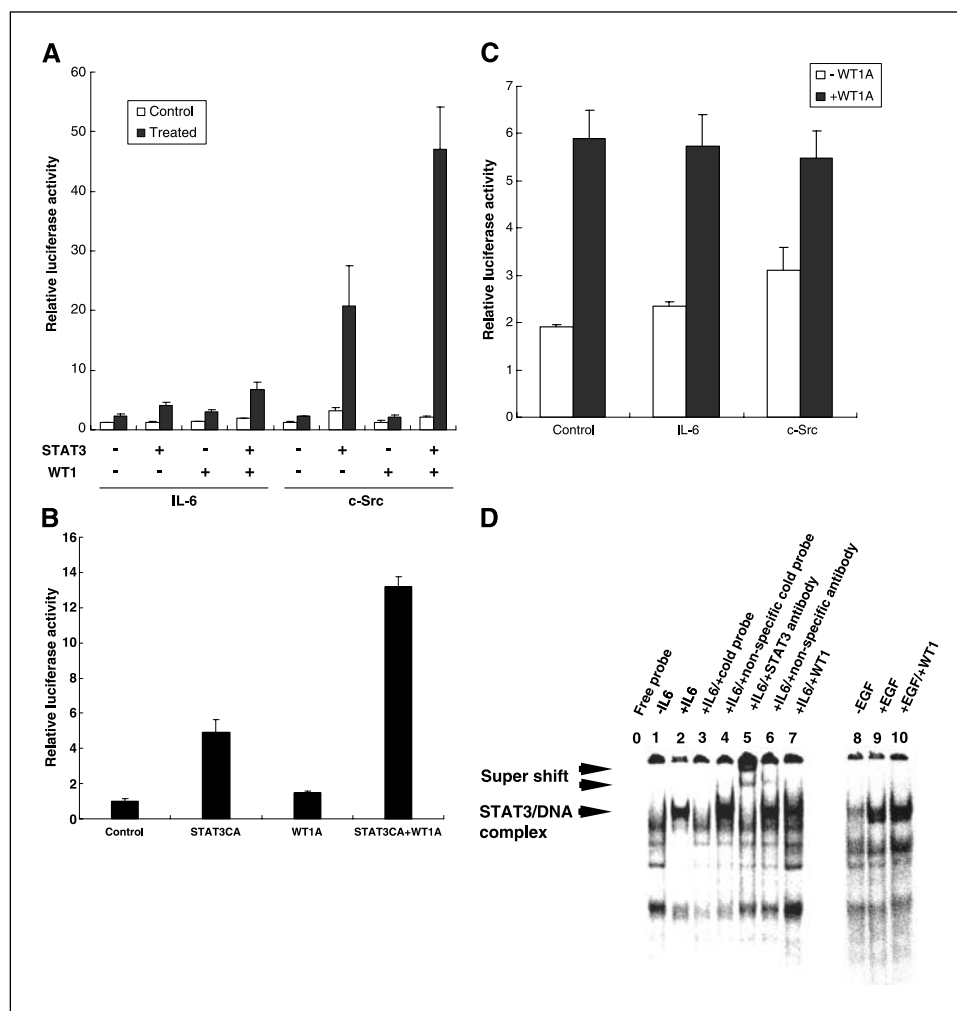 A
Relative luciferase activity
60
50
40
30
20
10
0
Control
Treated
STAT3 - + - + - + - +
WT1 - - + + - - + +
IL-6 c-Src
B
Relative luciferase activity
16
14
12
10
8
6
4
2
0
Control STAT3CA WT1A STAT3CA+WT1A
C
- WT1A
+WT1A
Relative luciferase activity
7
6
5
4
3
2
1
0
Control IL-6 c-Src
D
Free probe
-IL6
+IL6
+IL6/+cold probe
+IL6/+non-specific cold probe
+IL6/+STAT3 antibody
+IL6/+non-specific antibody
+IL6/+WT1
-EGF
+EGF
+EGF/+WT1
0 1 2 3 4 5 6 7 8 9 10
Super shift
STAT3/DNA
complex